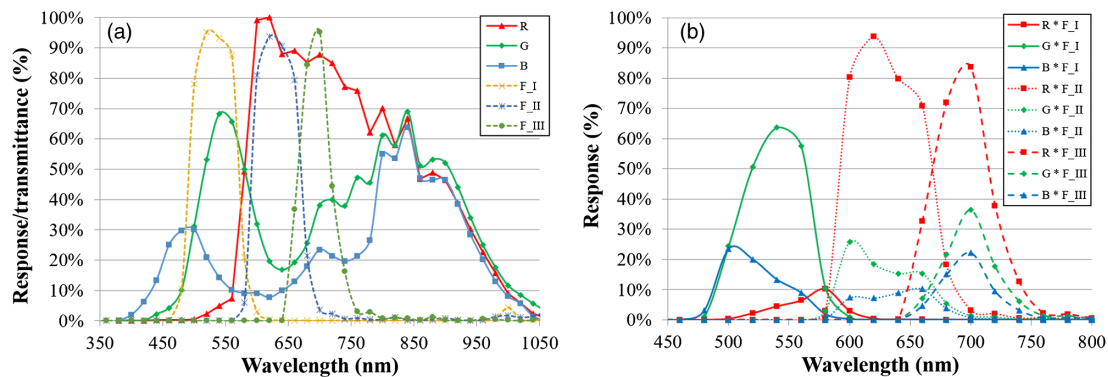 (a)
Response/transmittance (%)
100%
90%
80%
70%
60%
50%
40%
30%
20%
10%
0%
350
450
550
650
750
850
950
1050
Wavelength (nm)
R
G
B
F_I
F_II
F_III
(b)
Response (%)
100%
90%
80%
70%
60%
50%
40%
30%
20%
10%
0%
450
500
550
600
650
700
750
800
Wavelength (nm)
R * F_I
G * F_I
B * F_I
R * F_II
G * F_II
B * F_II
R * F_III
G * F_III
B * F_III